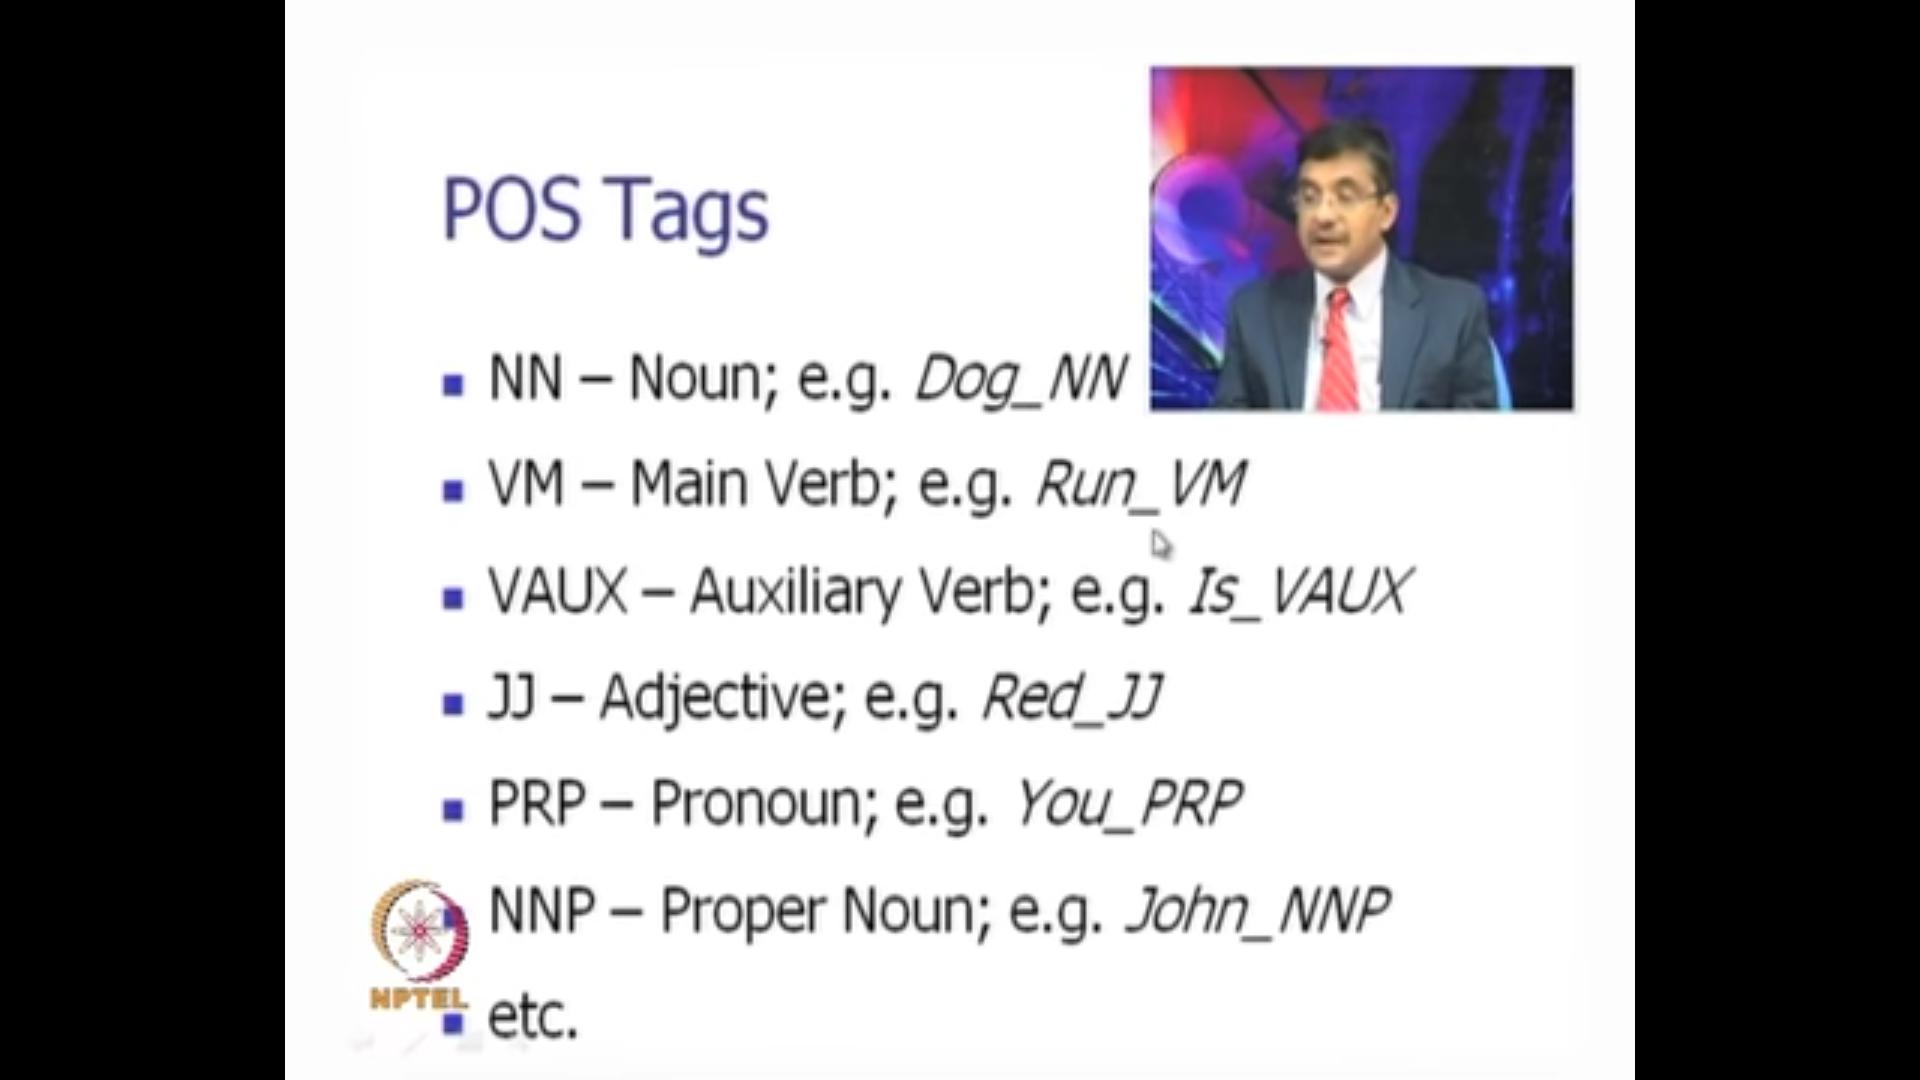 POS Tags
NN – Noun; e.g. Dog_NN
VM – Main Verb; e.g. Run_VM
VAUX – Auxiliary Verb; e.g. Is_VAUX
JJ – Adjective; e.g. Red_JJ
PRP – Pronoun; e.g. You_PRP
NNP – Proper Noun; e.g. John_NNP
NPTEL
etc.